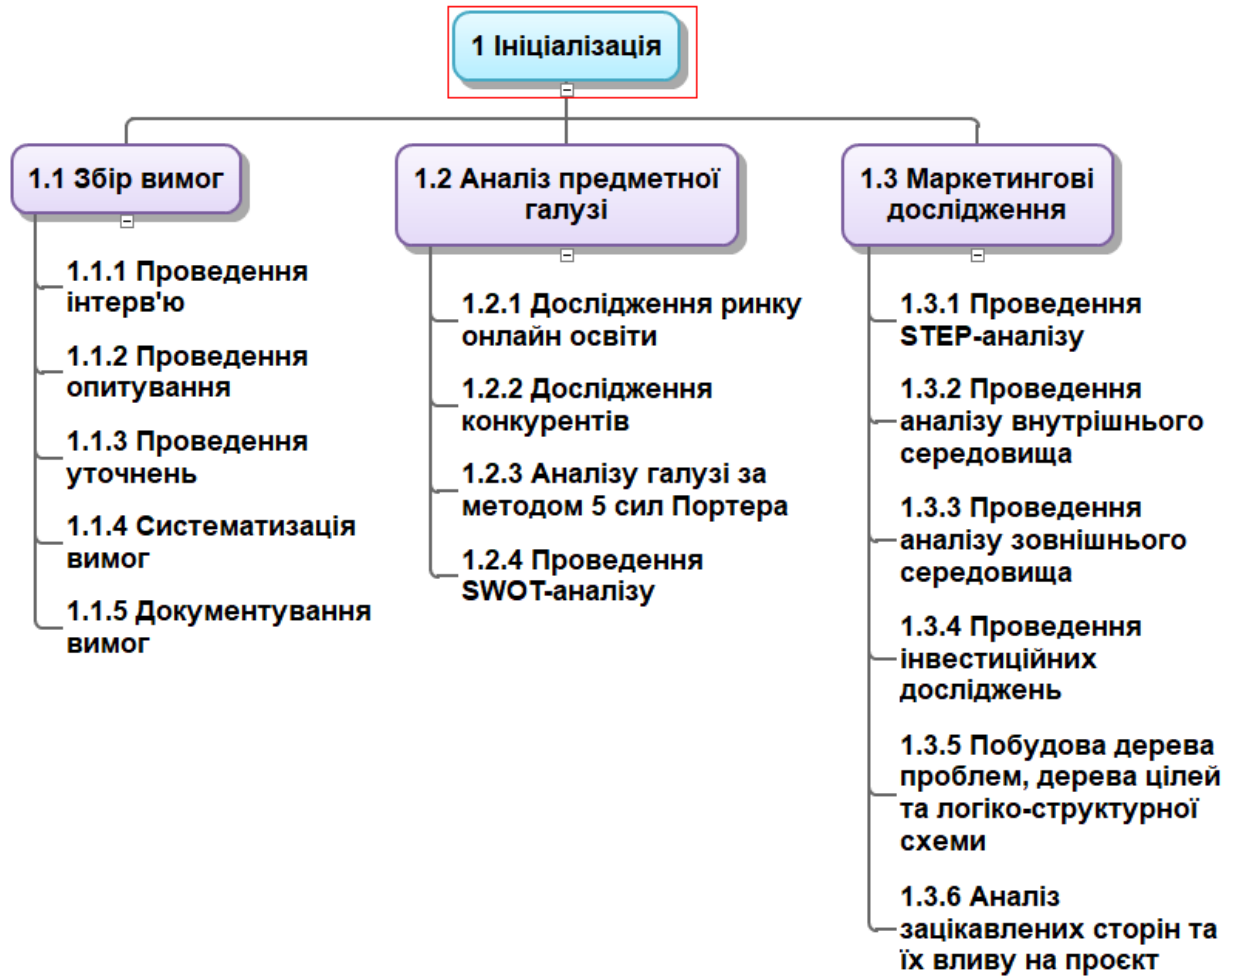 1 Ініціалізація
1.1 Збір вимог
1.1.1 Проведення
інтерв'ю
1.1.2 Проведення
опитування
1.1.3 Проведення
уточнень
1.1.4 Систематизація
вимог
1.1.5 Документування
вимог
1.2 Аналіз предметної
галузі
1.2.1 Дослідження ринку
онлайн освіти
1.2.2 Дослідження
конкурентів
1.2.3 Аналізу галузі за
методом 5 сил Портера
1.2.4 Проведення
SWOT-аналізу
1.3 Маркетингові
дослідження
1.3.1 Проведення
STEP-аналізу
1.3.2 Проведення
аналізу внутрішнього
середовища
1.3.3 Проведення
аналізу зовнішнього
середовища
1.3.4 Проведення
інвестиційних
досліджень
1.3.5 Побудова дерева
проблем, дерева цілей
та логіко-структурної
схеми
1.3.6 Аналіз
зацікавлених сторін та
їх вливу на проєкт